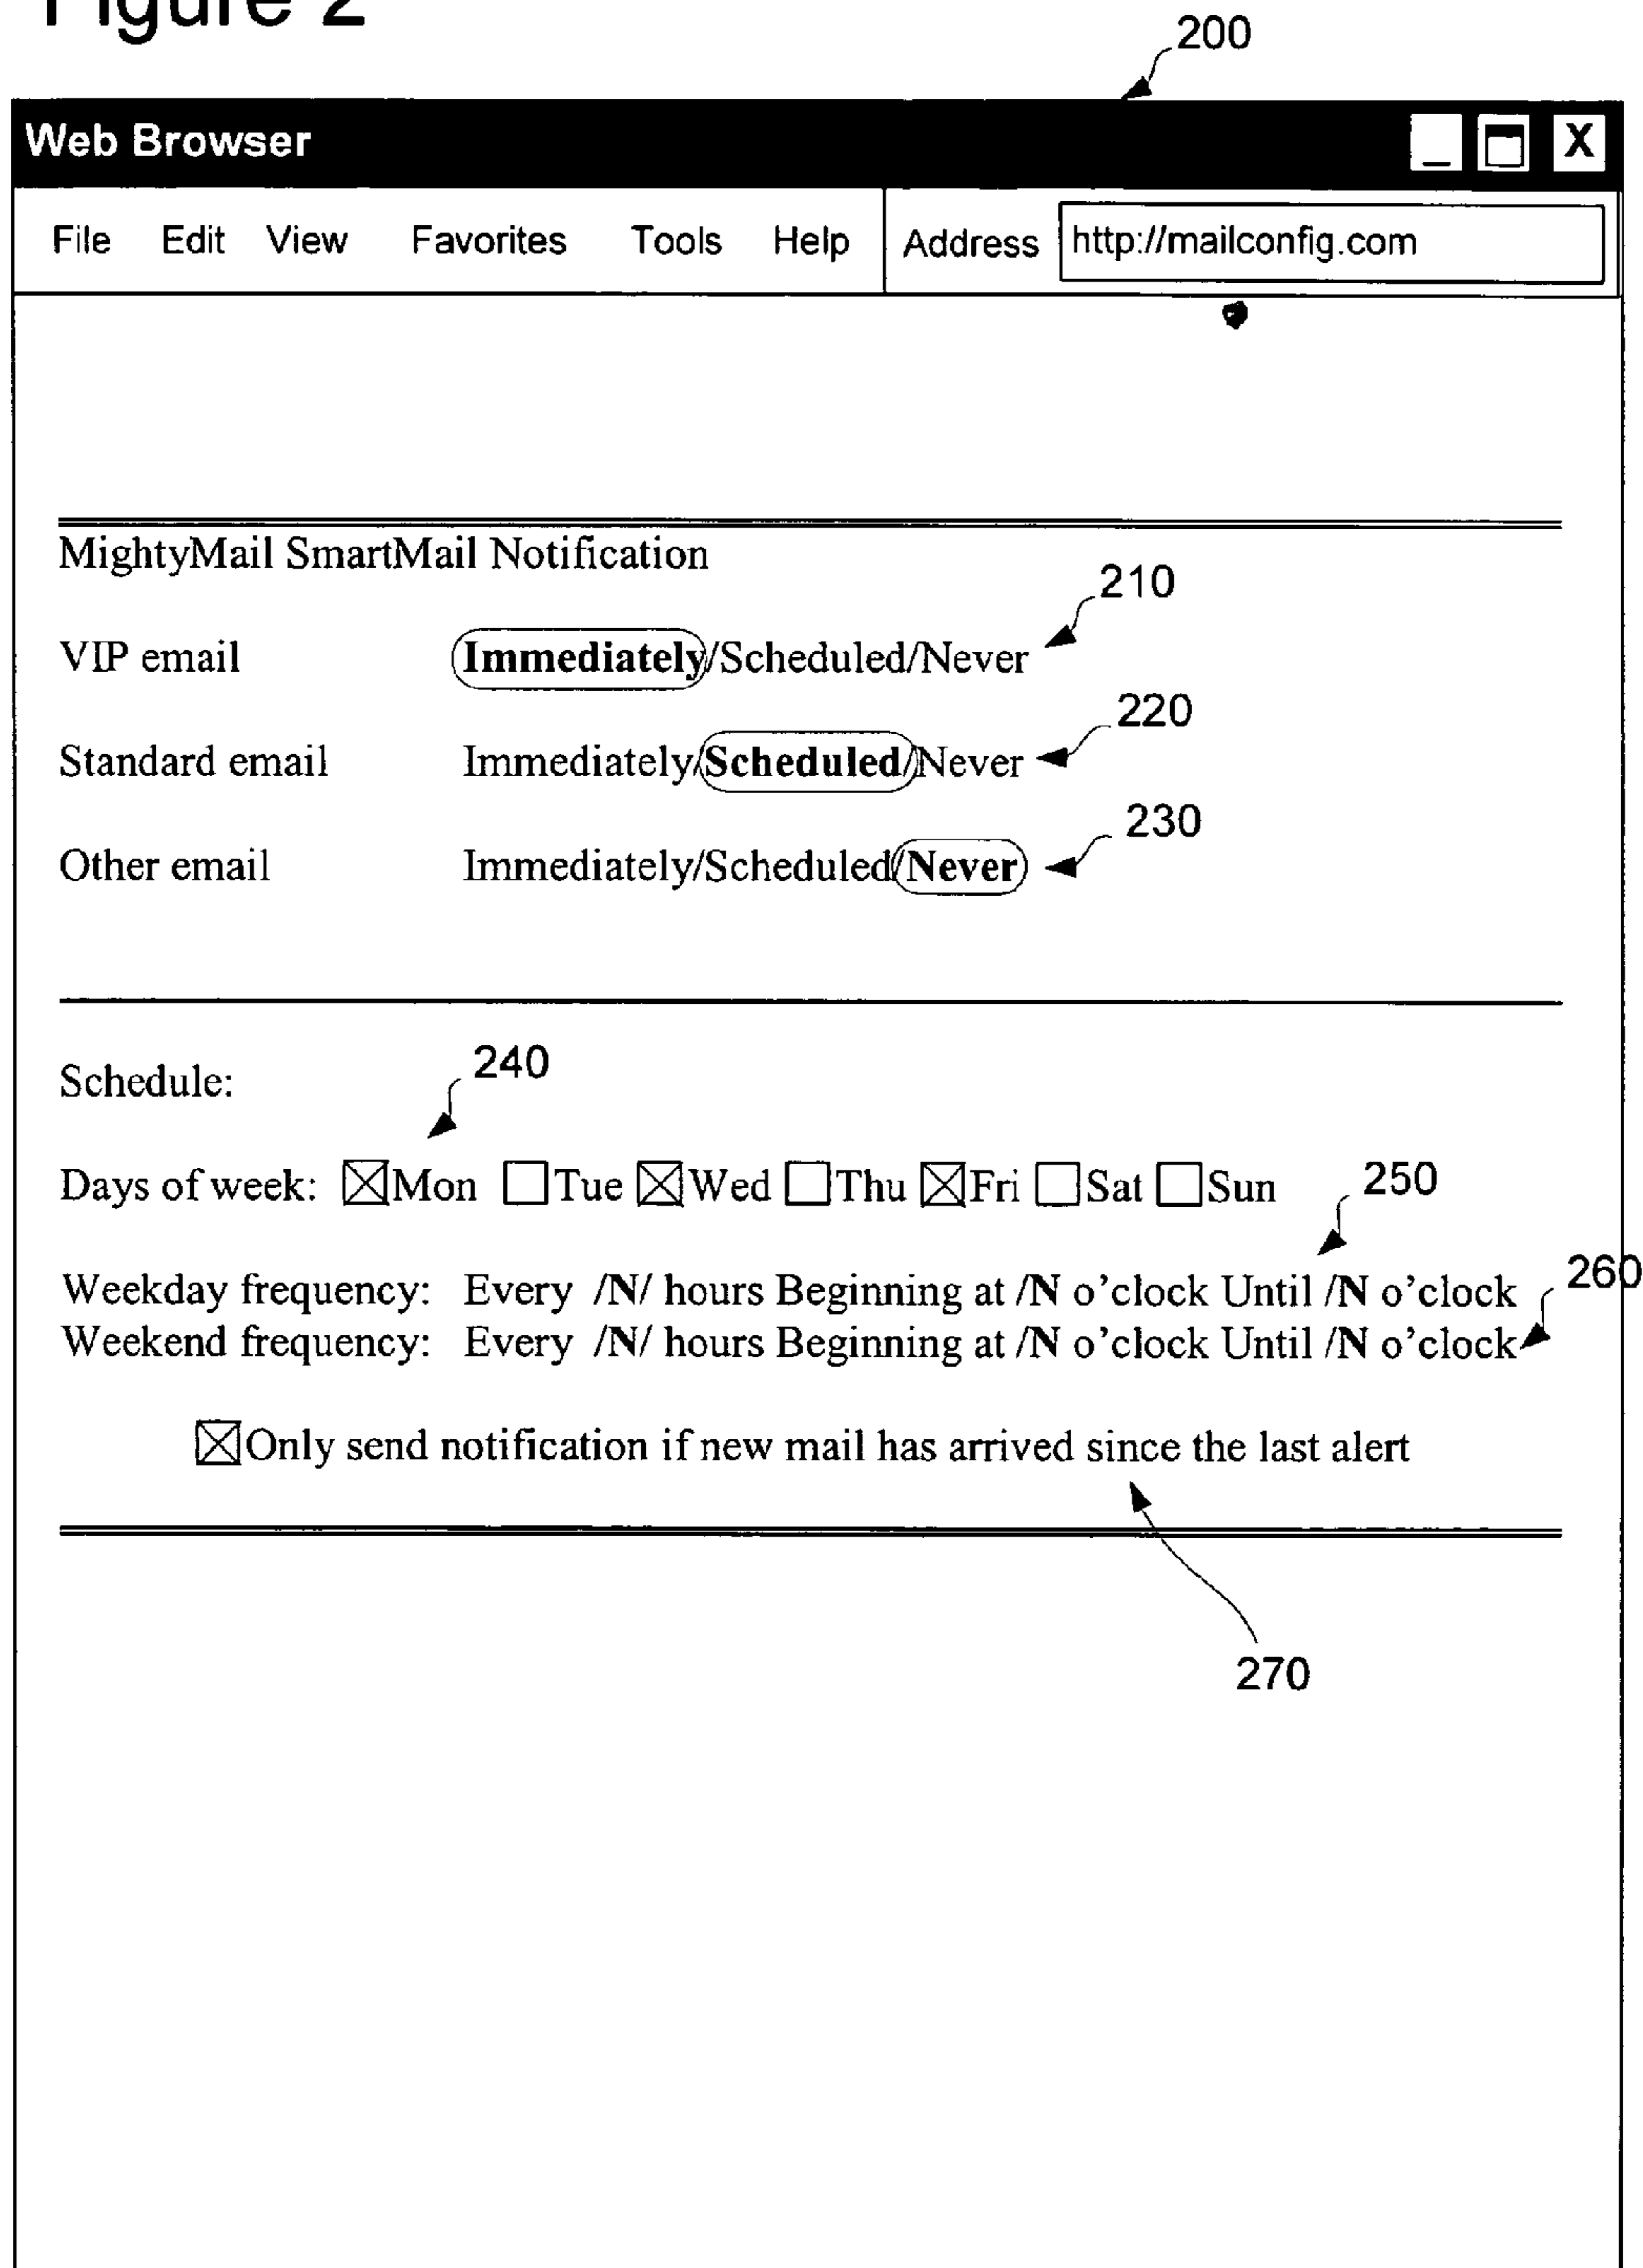 Figure 2
200
Web Browser _ X
File Edit View Favorites Tools Help Address http://mailconfig.com
MightyMail SmartMail Notification
210
VIP email Immediately/Scheduled/Never
220
Standard email Immediately/Scheduled/Never
230
Other email Immediately/Scheduled/Never
240
Schedule:
Days of week: Mon Tue Wed Thu Fri Sat Sun
250
Weekday frequency: Every /N/ hours Beginning at /N o'clock Until /N o'clock
260
Weekend frequency: Every /N/ hours Beginning at /N o'clock Until /N o'clock
Only send notification if new mail has arrived since the last alert
270